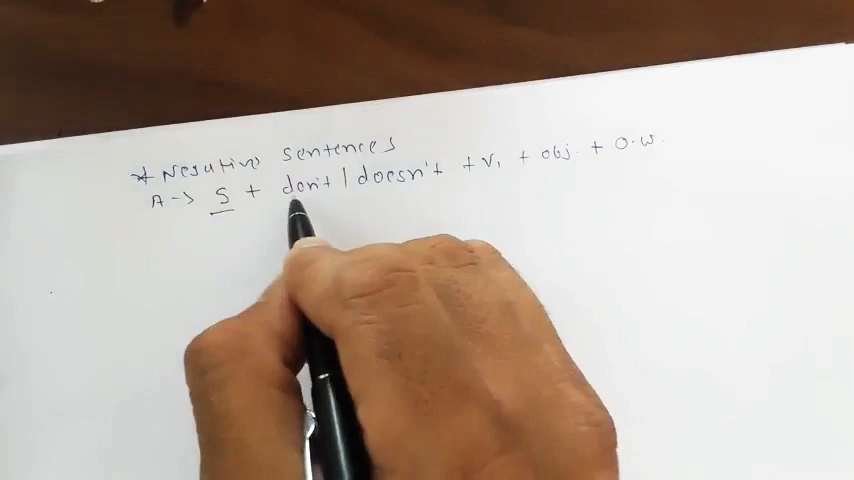 * Negative sentences
A -> S + don't / doesn't + V₁ + obj. + O.W.